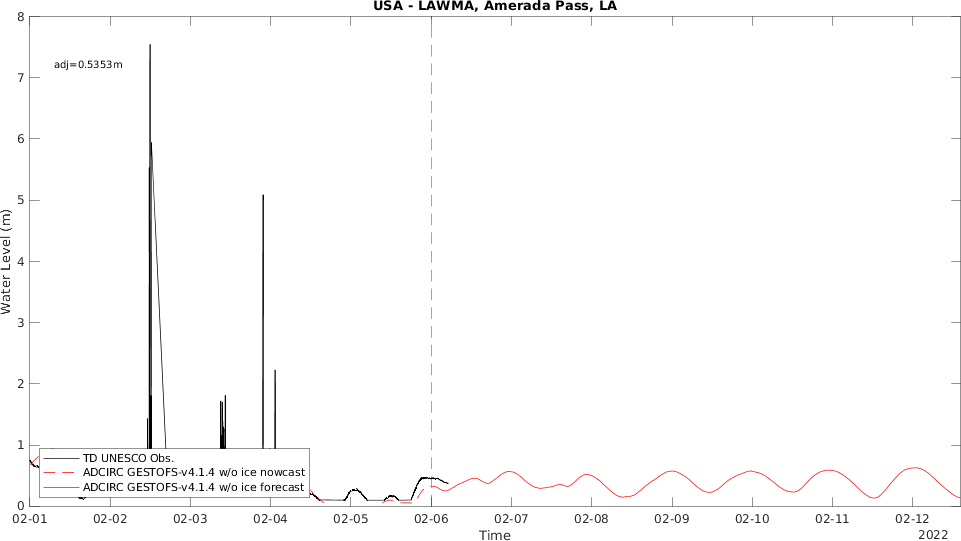 USA - LAWMA, Amerada Pass, LA
adj=0.5353m
Water Level (m)
8
7
6
5
4
3
2
1
0
TD UNESCO Obs.
ADCIRC GESTOFS-v4.1.4 w/o ice nowcast
ADCIRC GESTOFS-v4.1.4 w/o ice forecast
02-01 02-02 02-03 02-04 02-05 02-06 02-07 02-08 02-09 02-10 02-11 02-12
Time
2022